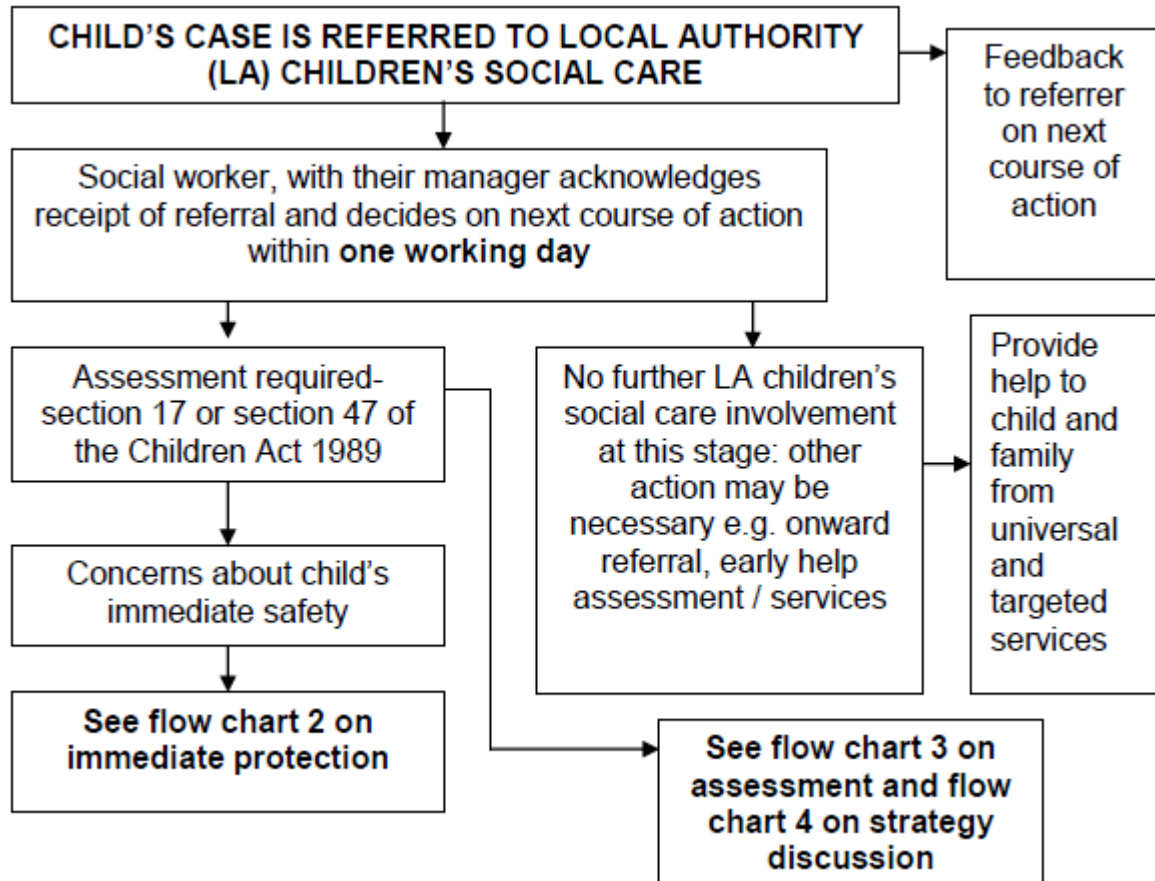 CHILD’S CASE IS REFERRED TO LOCAL AUTHORITY
(LA) CHILDREN’S SOCIAL CARE
Feedback
to referrer
on next
course of
action
Social worker, with their manager acknowledges
receipt of referral and decides on next course of action
within one working day
Assessment required-
section 17 or section 47 of
the Children Act 1989
No further LA children’s
social care involvement
at this stage: other
action may be
necessary e.g. onward
referral, early help
assessment / services
Provide
help to
child and
family
from
universal
and
targeted
services
Concerns about child’s
immediate safety
See flow chart 2 on
immediate protection
See flow chart 3 on
assessment and flow
chart 4 on strategy
discussion